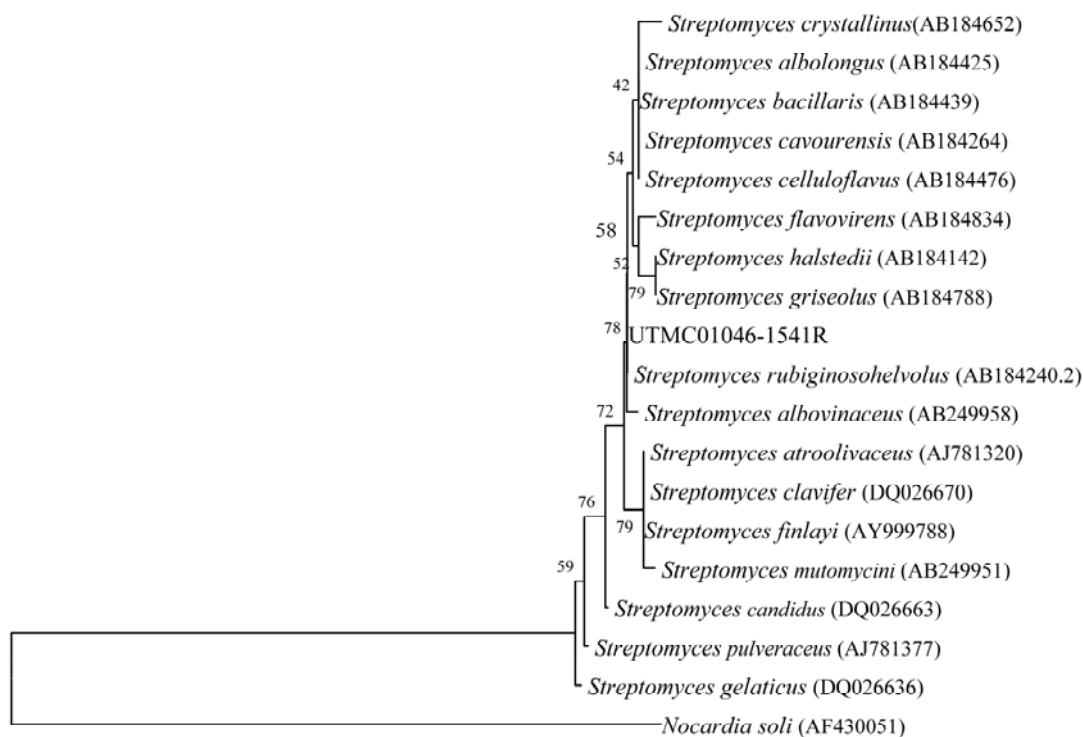 Streptomyces crystallinus(AB184652)
Streptomyces albolongus (AB184425)
42
Streptomyces bacillaris (AB184439)
Streptomyces cavourensis (AB184264)
54
Streptomyces celluloflavus (AB184476)
Streptomyces flavovirens (AB184834)
58
Streptomyces halstedii (AB184142)
52
79
Streptomyces griseolus (AB184788)
78
UTMC01046-1541R
Streptomyces rubiginosohelvolus (AB184240.2)
72
Streptomyces albovinaceus (AB249958)
Streptomyces atroolivaceus (AJ781320)
Streptomyces clavifer (DQ026670)
76
79
Streptomyces finlayi (AY999788)
59
Streptomyces mutomycini (AB249951)
Streptomyces candidus (DQ026663)
Streptomyces pulveraceus (AJ781377)
Streptomyces gelaticus (DQ026636)
Nocardia soli (AF430051)